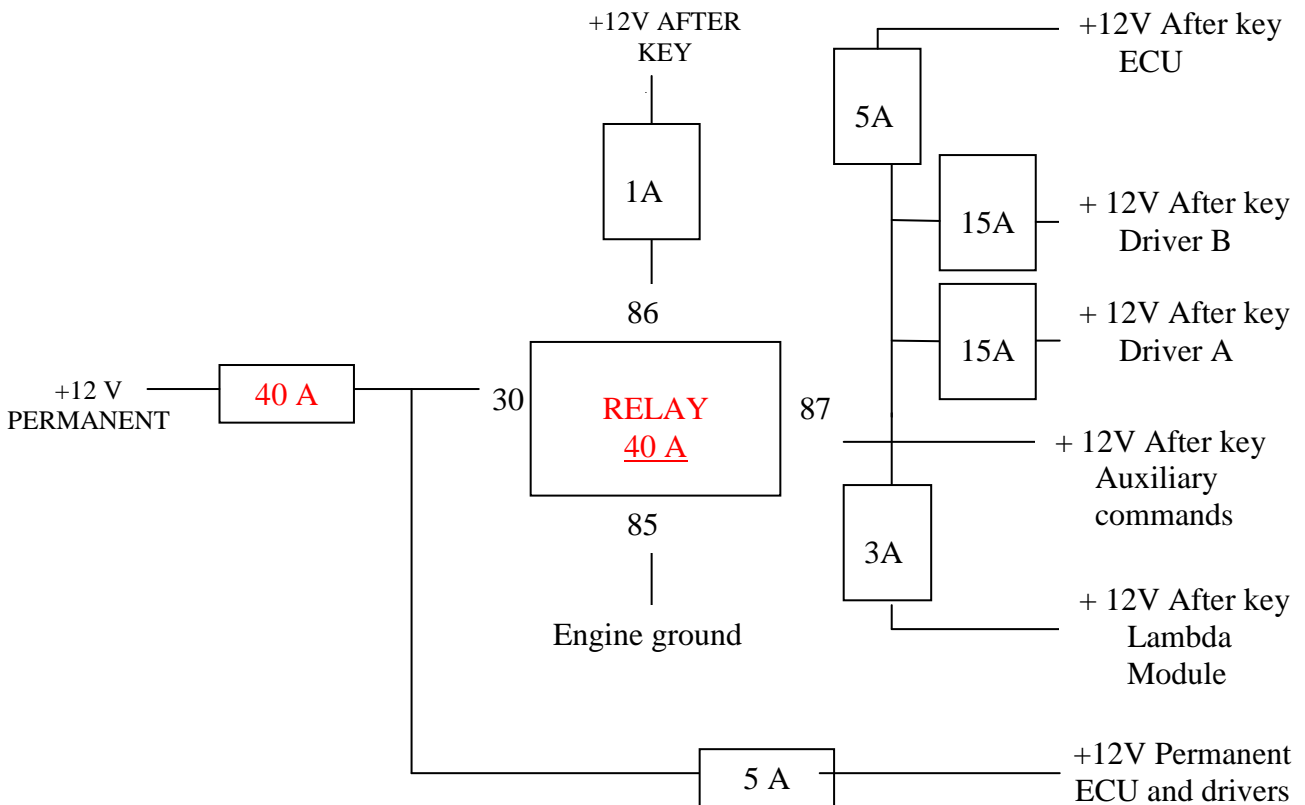 +12V AFTER
KEY
+12V After key
ECU
5A
1A
15A
+ 12V After key
Driver B
86
15A
+ 12V After key
Driver A
+12 V
PERMANENT
40 A
30
RELAY
40 A
87
+ 12V After key
Auxiliary
commands
85
3A
Engine ground
+ 12V After key
Lambda
Module
5 A
+12V Permanent
ECU and drivers